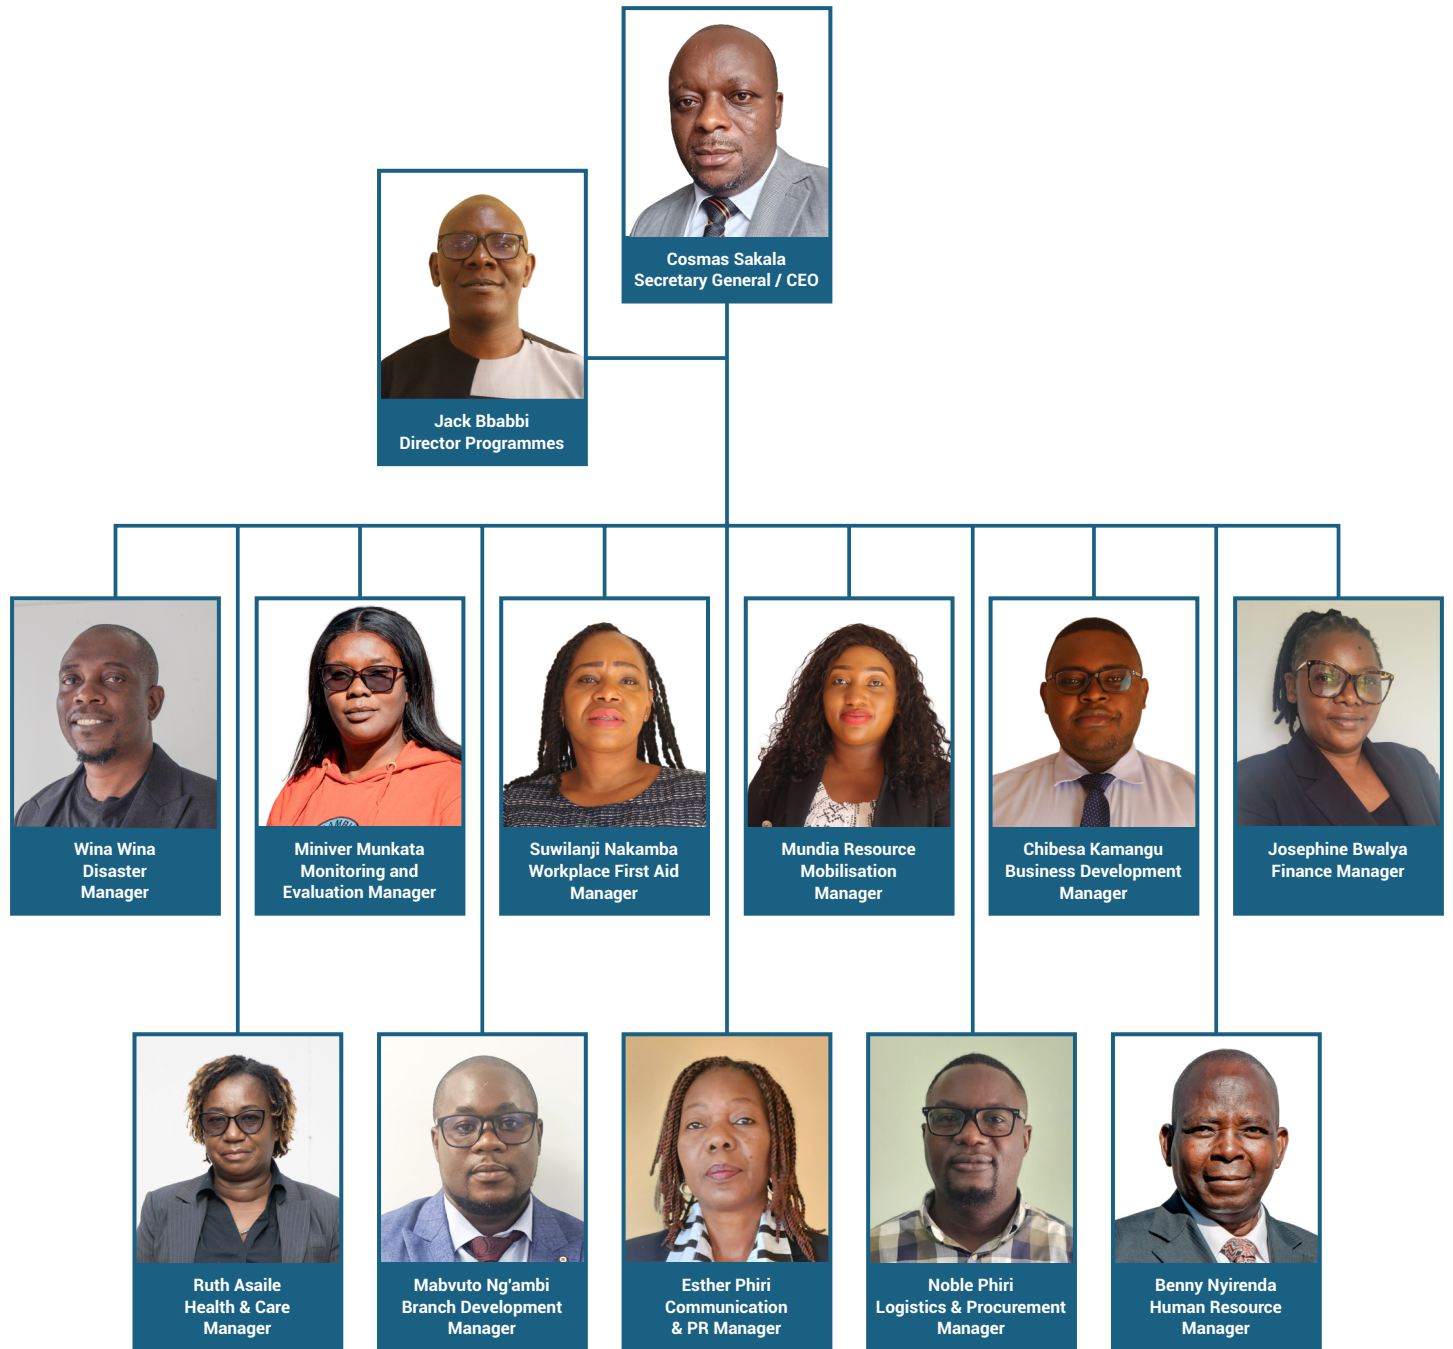 Cosmas Sakala
Secretary General / CEO
Jack Bbabbi
Director Programmes
Wina Wina
Disaster
Manager
Miniver Munkata
Monitoring and
Evaluation Manager
Suwilanji Nakamba
Workplace First Aid
Manager
Mundia Resource
Mobilisation
Manager
Chibesa Kamangu
Business Development
Manager
Josephine Bwalya
Finance Manager
Ruth Asaile
Health & Care
Manager
Mabvuto Ng'ambi
Branch Development
Manager
Esther Phiri
Communication
& PR Manager
Noble Phiri
Logistics & Procurement
Manager
Benny Nyirenda
Human Resource
Manager